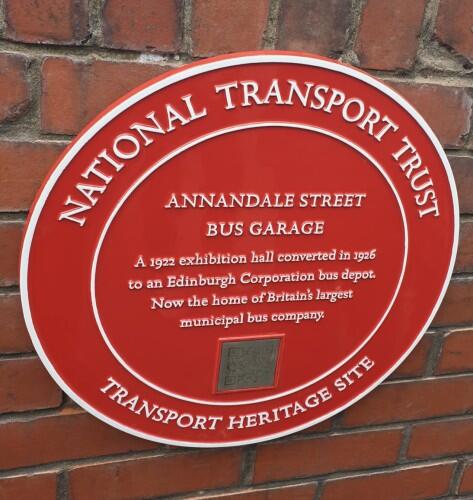 NATIONAL TRANSPORT TRUST
ANNANDALE STREET
BUS GARAGE
A 1922 exhibition hall converted in 1926
to an Edinburgh Corporation bus depot.
Now the home of Britain's largest
municipal bus company.
TRANSPORT HERITAGE SITE